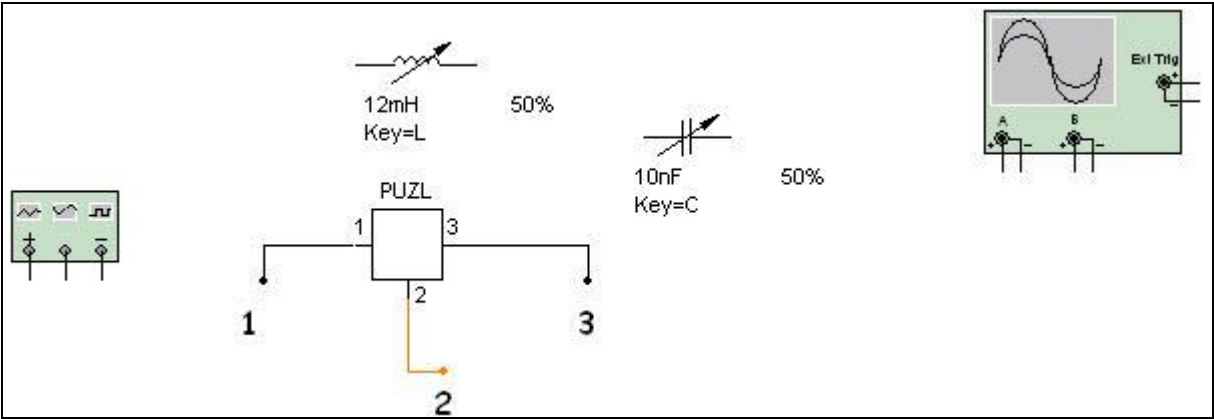 12mH 50%
Key=L
10nF 50%
Key=C
Ext Trig
+
-
A B
+ - + -
PUZL
1 3
2
+ -
1 3
2